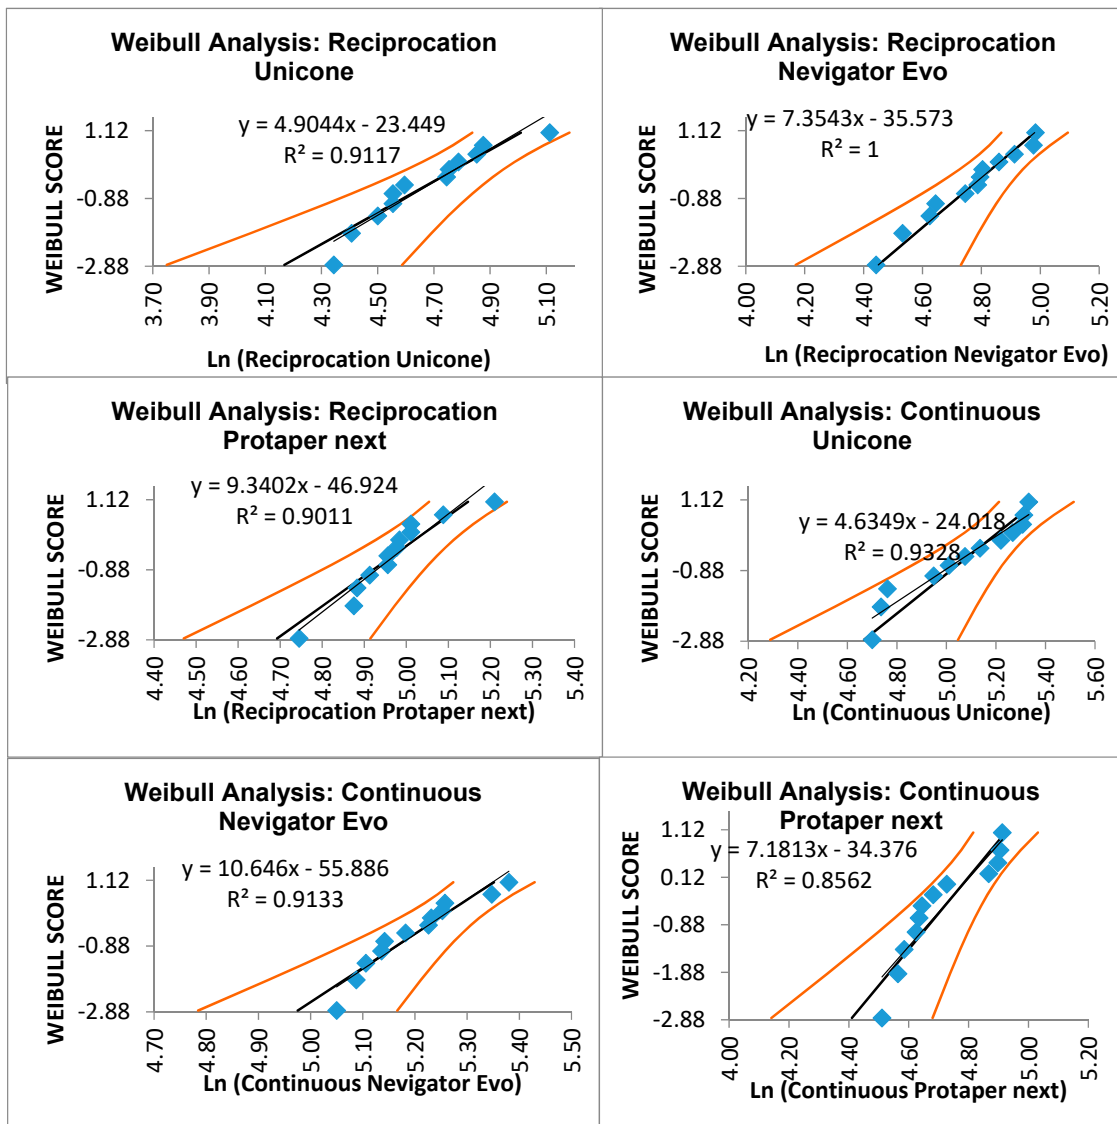 Weibull Analysis: Reciprocation
Unicone
y = 4.9044x - 23.449
R² = 0.9117
WEIBULL SCORE
1.12
-0.88
-2.88
3.70
3.90
4.10
4.30
4.50
4.70
4.90
5.10
Ln (Reciprocation Unicone)
Weibull Analysis: Reciprocation
Nevigator Evo
y = 7.3543x - 35.573
R² = 1
WEIBULL SCORE
1.12
-0.88
-2.88
4.00
4.20
4.40
4.60
4.80
5.00
5.20
Ln (Reciprocation Nevigator Evo)
Weibull Analysis: Reciprocation
Protaper next
y = 9.3402x - 46.924
R² = 0.9011
WEIBULL SCORE
1.12
-0.88
-2.88
4.40
4.50
4.60
4.70
4.80
4.90
5.00
5.10
5.20
5.30
5.40
Ln (Reciprocation Protaper next)
Weibull Analysis: Continuous
Unicone
y = 4.6349x - 24.018
R² = 0.9328
WEIBULL SCORE
1.12
-0.88
-2.88
4.20
4.40
4.60
4.80
5.00
5.20
5.40
5.60
Ln (Continuous Unicone)
Weibull Analysis: Continuous
Nevigator Evo
y = 10.646x - 55.886
R² = 0.9133
WEIBULL SCORE
1.12
-0.88
-2.88
4.70
4.80
4.90
5.00
5.10
5.20
5.30
5.40
5.50
Ln (Continuous Nevigator Evo)
Weibull Analysis: Continuous
Protaper next
y = 7.1813x - 34.376
R² = 0.8562
WEIBULL SCORE
1.12
0.12
-0.88
-1.88
-2.88
4.00
4.20
4.40
4.60
4.80
5.00
5.20
Ln (Continuous Protaper next)